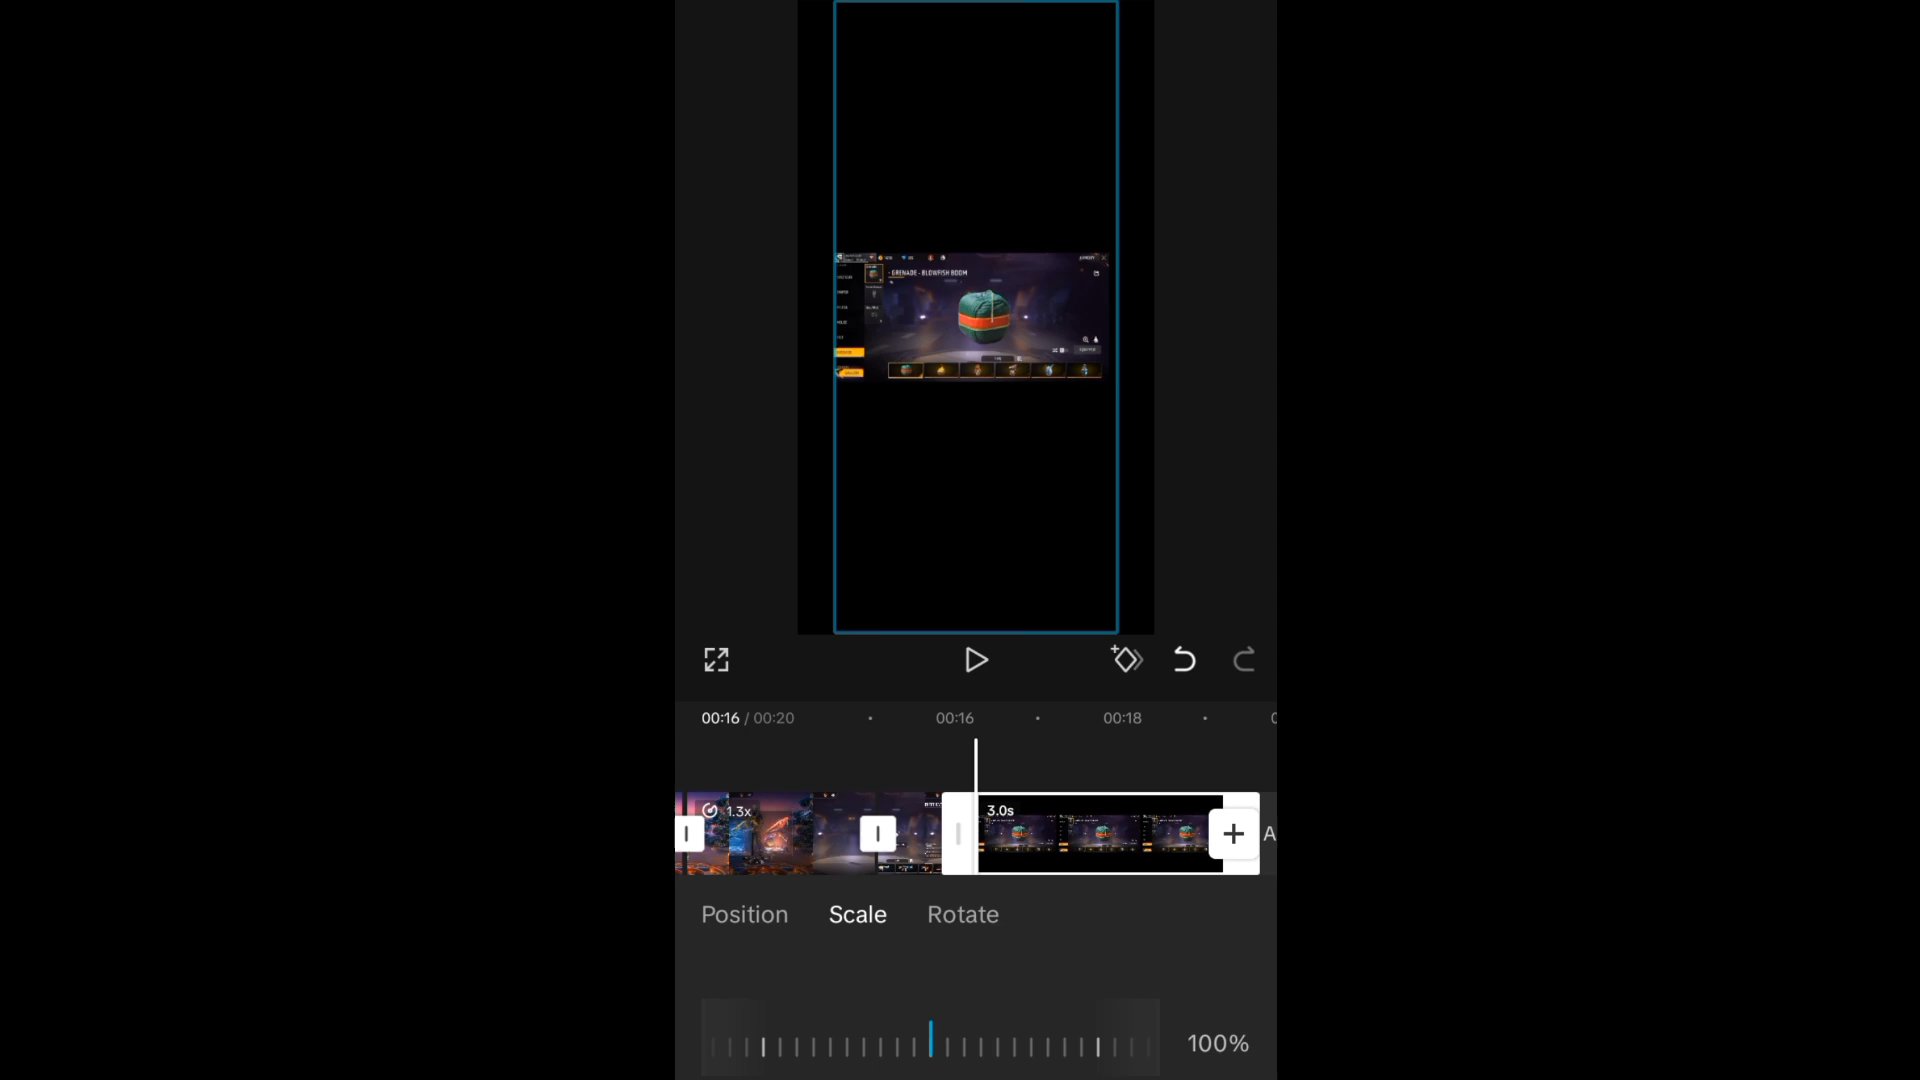 GRENADE - BLOWFISH BOOM
00:16 / 00:20
00:16
00:18
1.3x
3.0s
A
Position
Scale
Rotate
100%